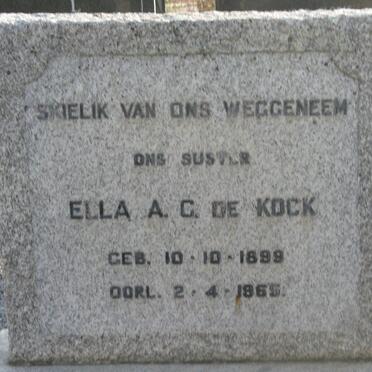 SKIELIK VAN ONS WEGGENEEM
ONS SUSTER
ELLA A. C. DE KOCK
GEB. 10 · 10 · 1899
OORL. 2 · 4 · 1965.